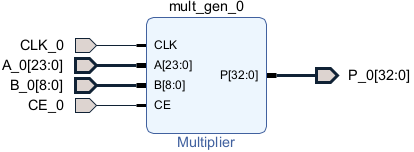 mult_gen_0
CLK_0
A_0[23:0]
B_0[8:0]
CE_0
CLK
A[23:0]
B[8:0]
CE
P[32:0]
P_0[32:0]
Multiplier